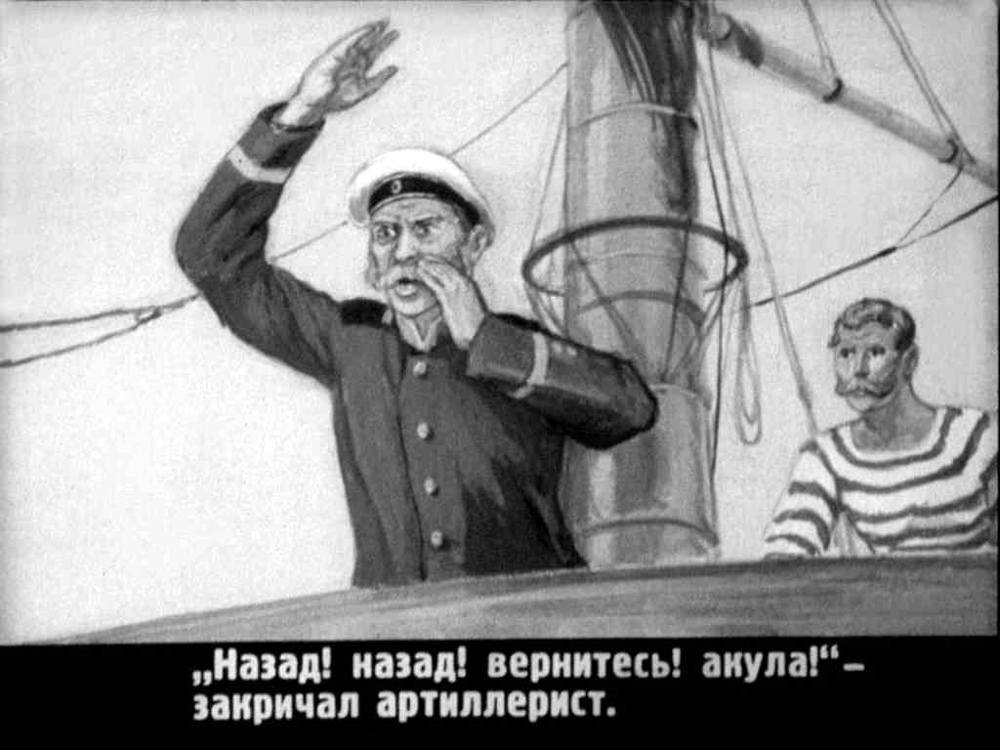 „Назад! назад! вернитесь! акула!“–
закричал артиллерист.